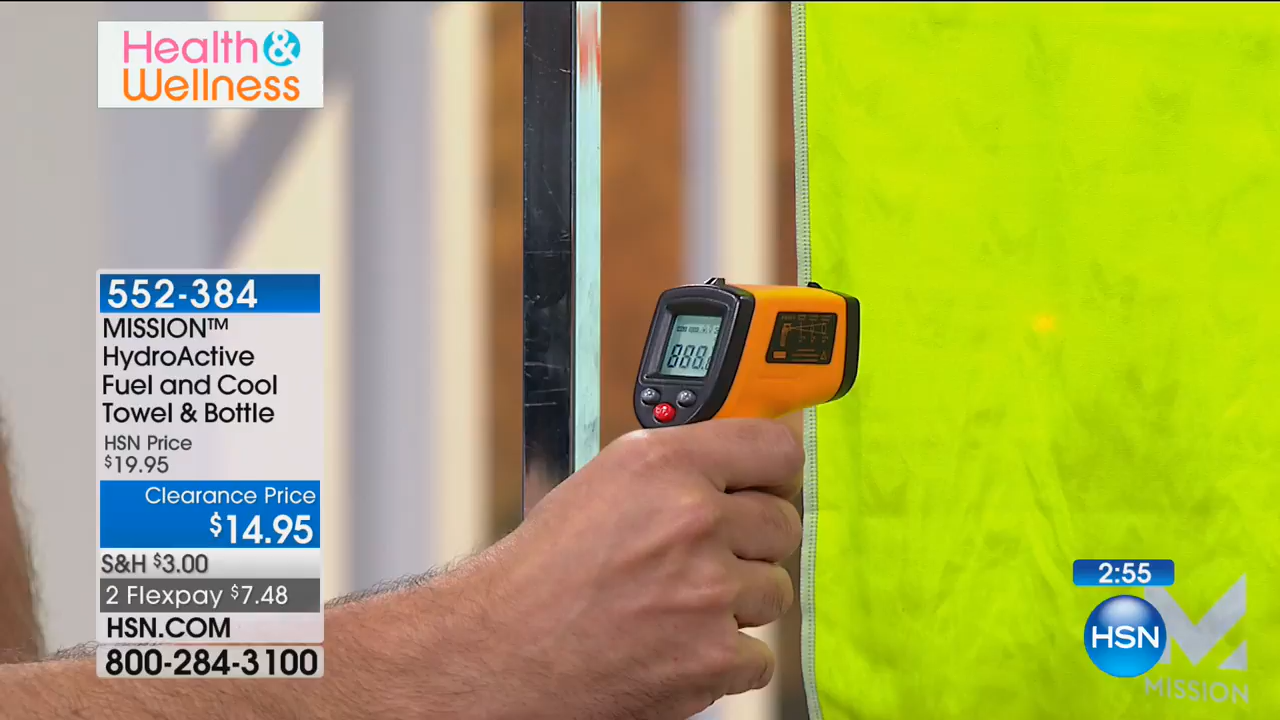 Health &
Wellness
552-384
MISSION™
HydroActive
Fuel and Cool
Towel & Bottle
HSN Price
$19.95
Clearance Price
$14.95
S&H $3.00
2 Flexpay $7.48
HSN.COM
800-284-3100
2:55
HSN
MISSION